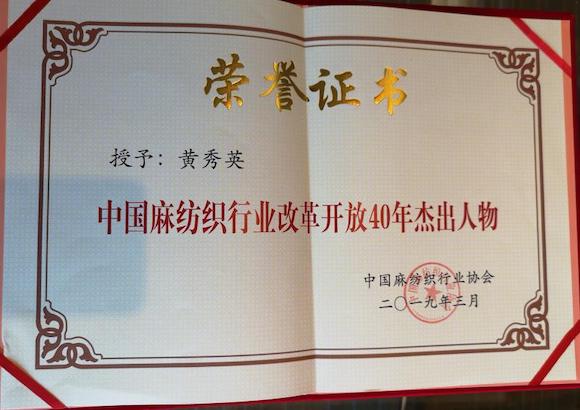 荣誉证书
授予：黄秀英
中国麻纺织行业改革开放40年杰出人物
中国麻纺织行业协会
二〇一九年三月